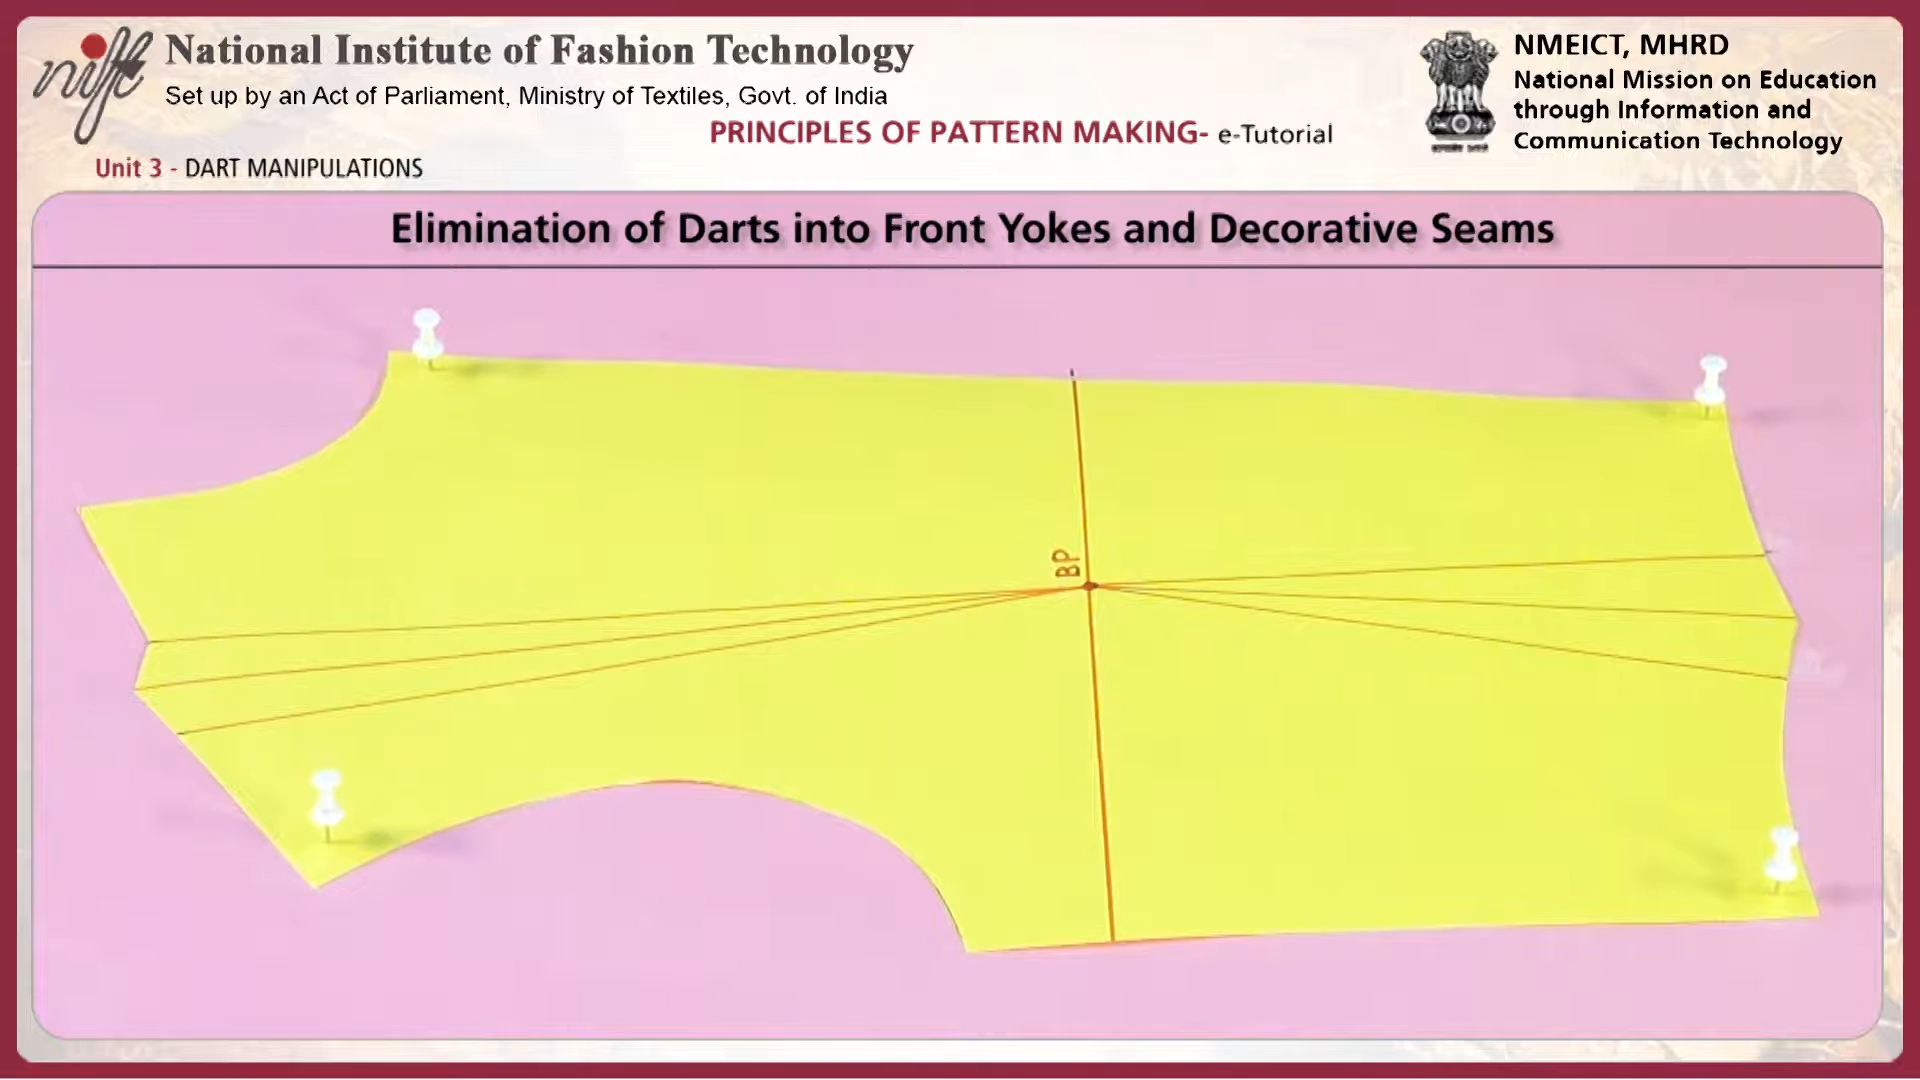 nift
National Institute of Fashion Technology
Set up by an Act of Parliament, Ministry of Textiles, Govt. of India
PRINCIPLES OF PATTERN MAKING- e-Tutorial
NMEICT, MHRD
National Mission on Education
through Information and
Communication Technology
Unit 3 - DART MANIPULATIONS
Elimination of Darts into Front Yokes and Decorative Seams
BP